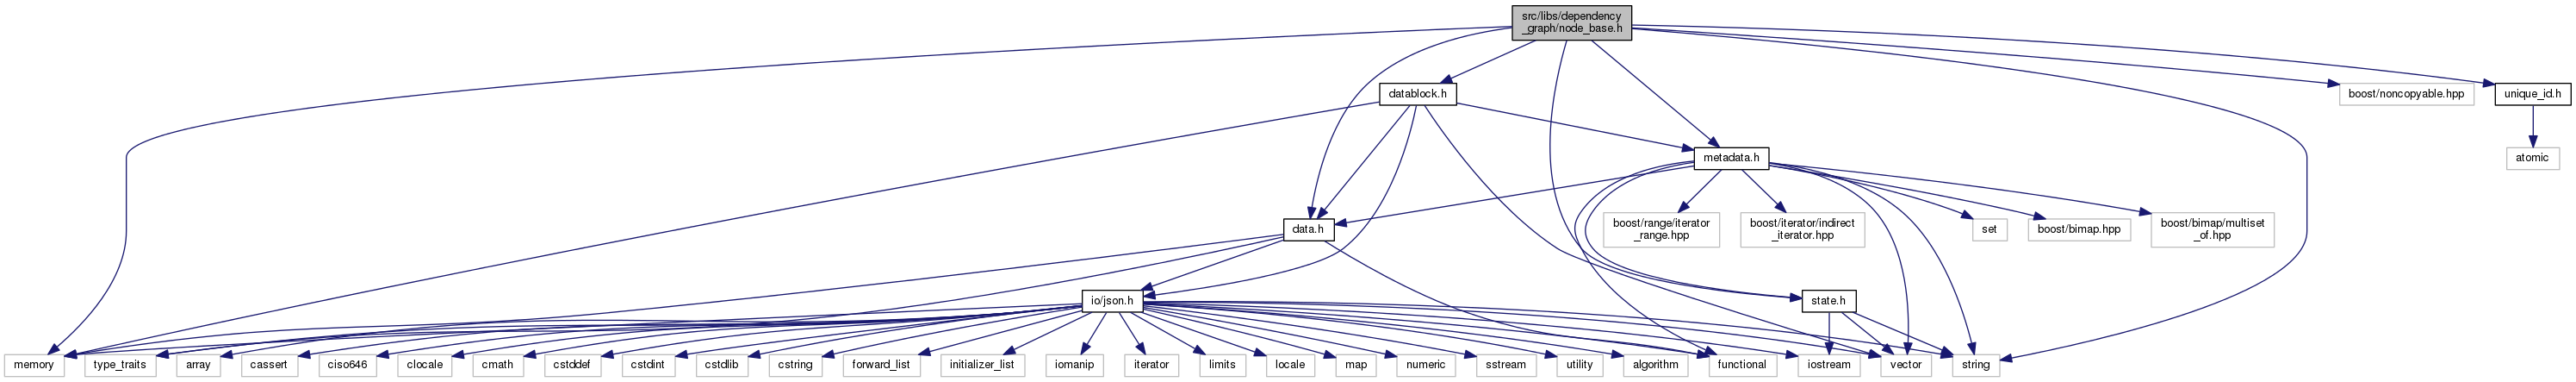 src/libs/dependency
_graph/node_base.h
datablock.h
boost/noncopyable.hpp
unique_id.h
metadata.h
atomic
data.h
boost/range/iterator
_range.hpp
boost/iterator/indirect
_iterator.hpp
set
boost/bimap.hpp
boost/bimap/multiset
_of.hpp
io/json.h
state.h
memory
type_traits
array
cassert
ciso646
clocale
cmath
cstddef
cstdint
cstdlib
cstring
forward_list
initializer_list
iomanip
iterator
limits
locale
map
numeric
sstream
utility
algorithm
functional
iostream
vector
string